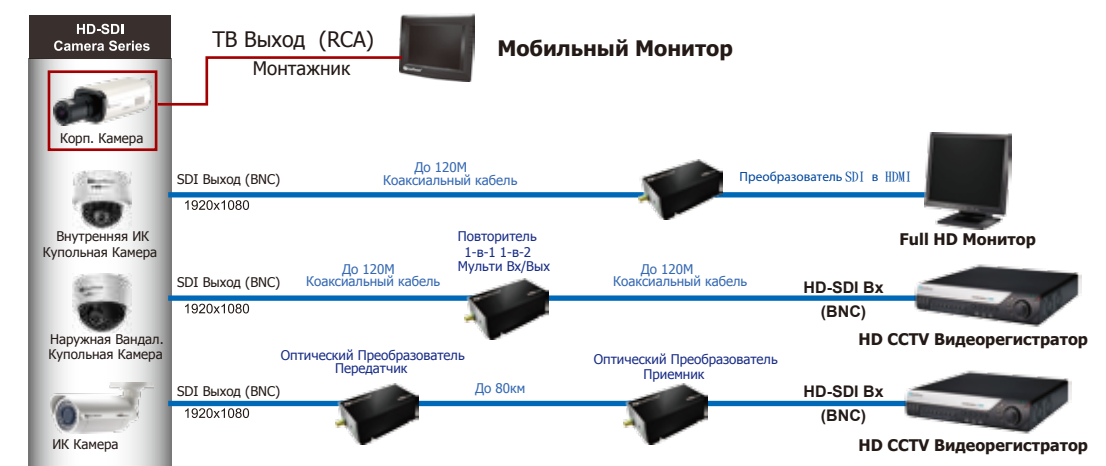 HD-SDI
Camera Series
ТВ Выход (RCA)
Монтажник
Мобильный Монитор
Корп. Камера
SDI Выход (BNC)
1920x1080
До 120М
Коаксиальный кабель
Преобразователь SDI в HDMI
Full HD Монитор
Внутренняя ИК
Купольная Камера
SDI Выход (BNC)
1920x1080
До 120М
Коаксиальный кабель
Повторитель
1-в-1 1-в-2
Мульти Вх/Вых
До 120М
Коаксиальный кабель
HD-SDI Вх
(BNC)
HD CCTV Видеорегистратор
Наружная Вандал.
Купольная Камера
Оптический Преобразователь
Передатчик
SDI Выход (BNC)
1920x1080
До 80км
Оптический Преобразователь
Приемник
HD-SDI Вх
(BNC)
HD CCTV Видеорегистратор
ИК Камера